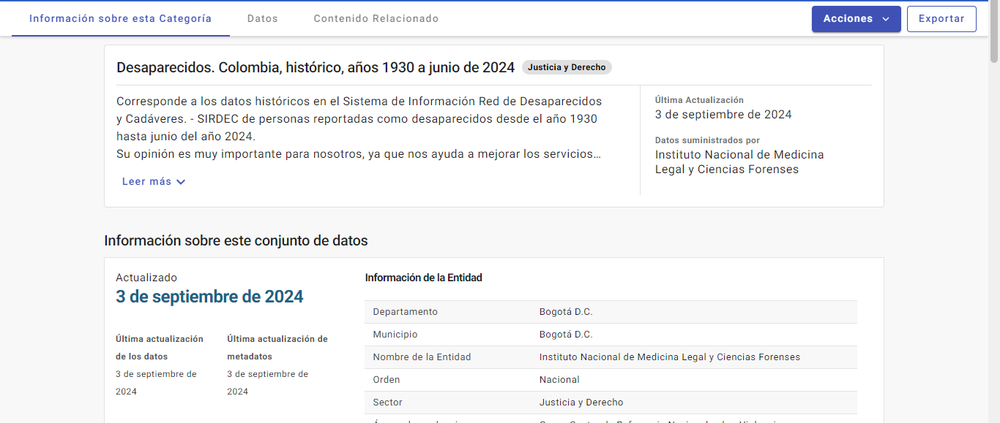 Información sobre esta Categoría
Datos
Contenido Relacionado
Acciones
Exportar
Desaparecidos. Colombia, histórico, años 1930 a junio de 2024
Justicia y Derecho
Corresponde a los datos históricos en el Sistema de Información Red de Desaparecidos
y Cadáveres. - SIRDEC de personas reportadas como desaparecidos desde el año 1930
hasta junio del año 2024.
Su opinión es muy importante para nosotros, ya que nos ayuda a mejorar los servicios…
Leer más
Última Actualización
3 de septiembre de 2024
Datos suministrados por
Instituto Nacional de Medicina
Legal y Ciencias Forenses
Información sobre este conjunto de datos
Actualizado
3 de septiembre de 2024
Última actualización
de los datos
3 de septiembre de
2024
Última actualización de
metadatos
3 de septiembre de
2024
Información de la Entidad
Departamento Bogotá D.C.
Municipio Bogotá D.C.
Nombre de la Entidad Instituto Nacional de Medicina Legal y Ciencias Forenses
Orden Nacional
Sector Justicia y Derecho